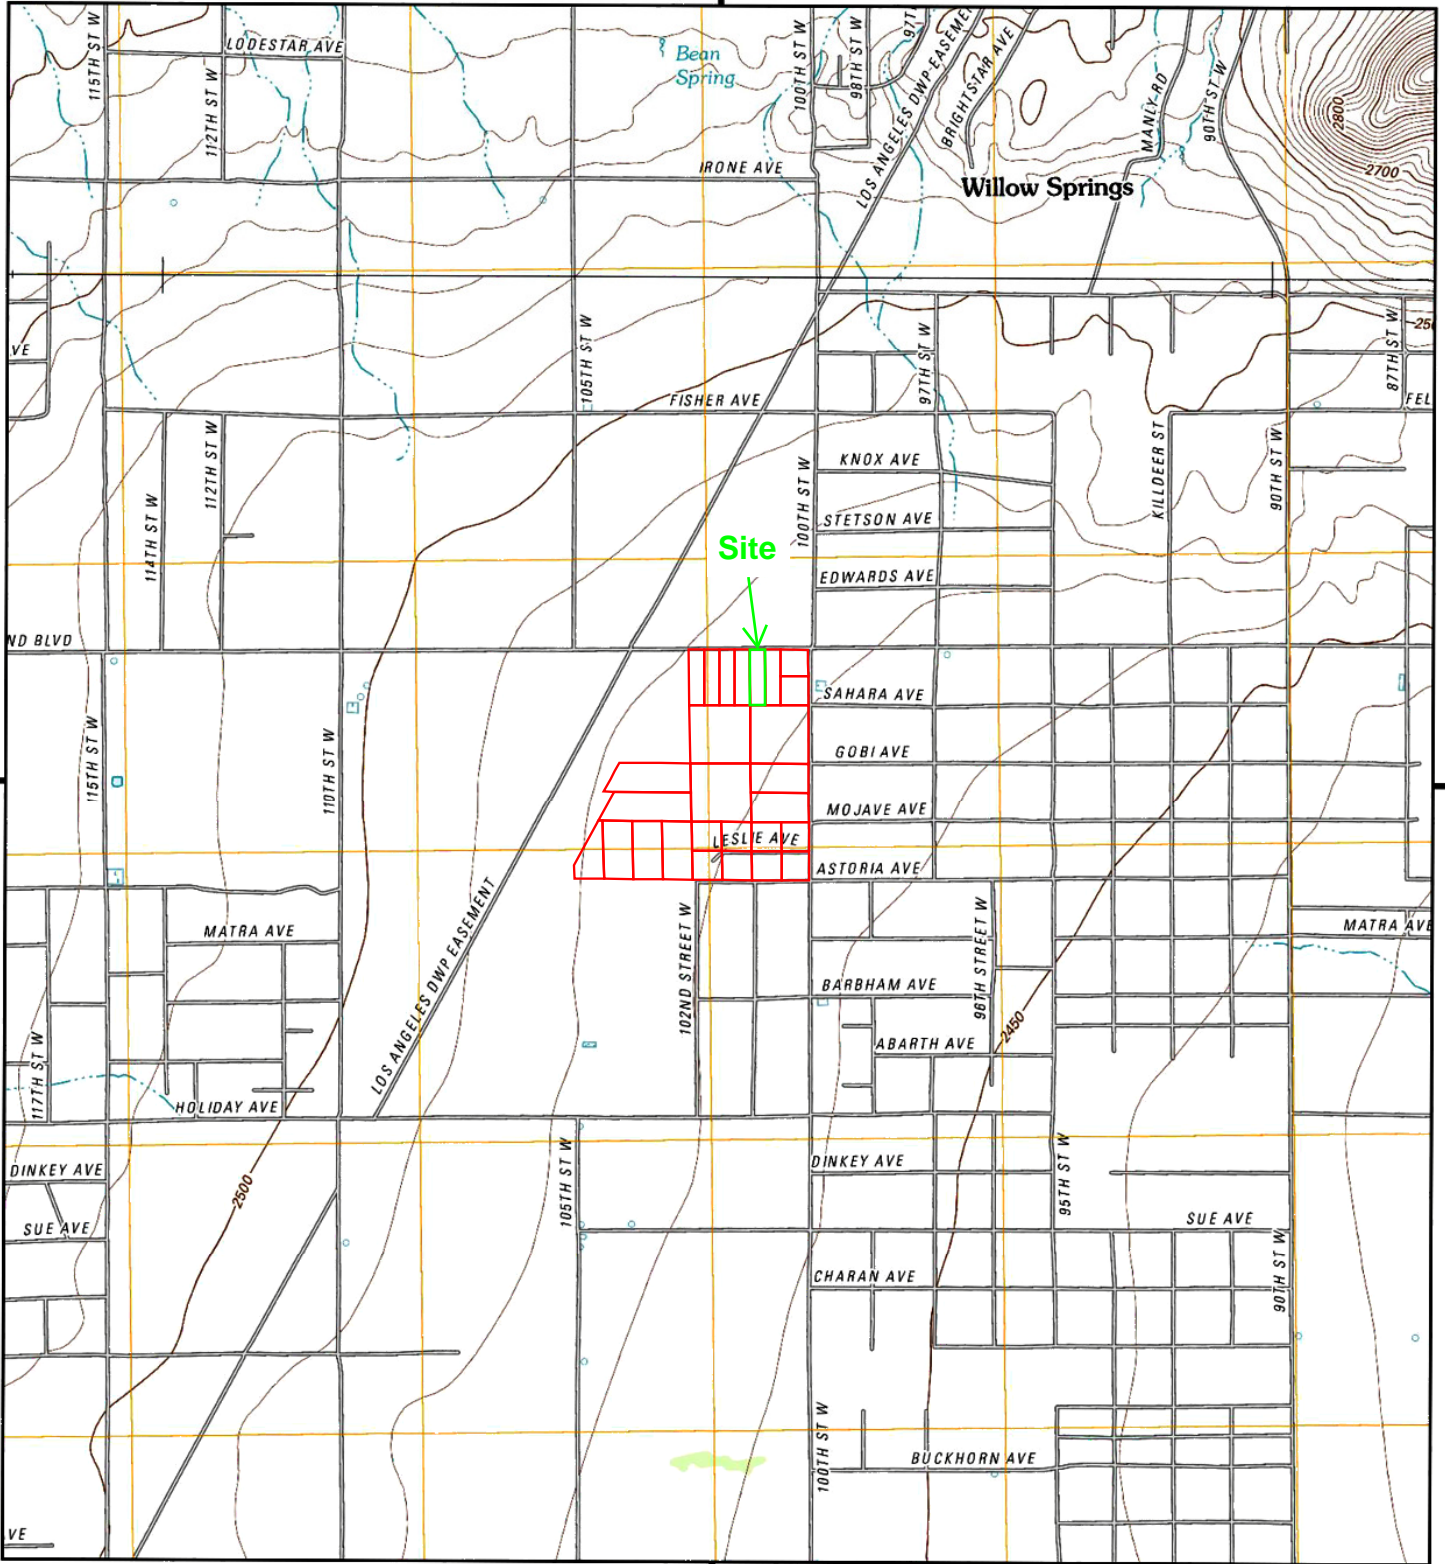 115TH ST W
LODESTAR AVE
112TH ST W
Bean
Spring
100TH ST W
98TH ST W
97TH
LOS ANGELES DWP EASEMENT
BRIGHTSTAR AVE
MANLY RD
90TH ST W
2800
2700
IRONE AVE
Willow Springs
VE
105TH ST W
97TH ST W
87TH ST W
250
FISHER AVE
FEL
112TH ST W
114TH ST W
100TH ST W
KNOX AVE
KILLDEER ST
90TH ST W
STETSON AVE
Site
EDWARDS AVE
ND BLVD
SAHARA AVE
115TH ST W
110TH ST W
GOBI AVE
MOJAVE AVE
LESLIE AVE
ASTORIA AVE
LOS ANGELES DWP EASEMENT
MATRA AVE
102ND STREET W
96TH STREET W
MATRA AVE
BARBHAM AVE
2450
117TH ST W
ABARTH AVE
HOLIDAY AVE
DINKEY AVE
2500
105TH ST W
DINKEY AVE
95TH ST W
SUE AVE
SUE AVE
CHARAN AVE
90TH ST W
100TH ST W
BUCKHORN AVE
VE